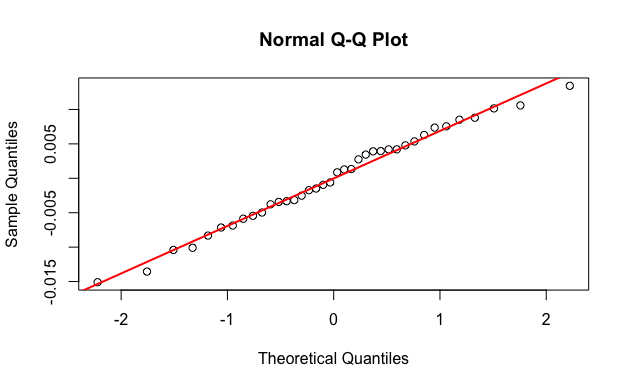 Normal Q-Q Plot
Sample Quantiles
0.005
-0.005
-0.015
-2 -1 0 1 2
Theoretical Quantiles